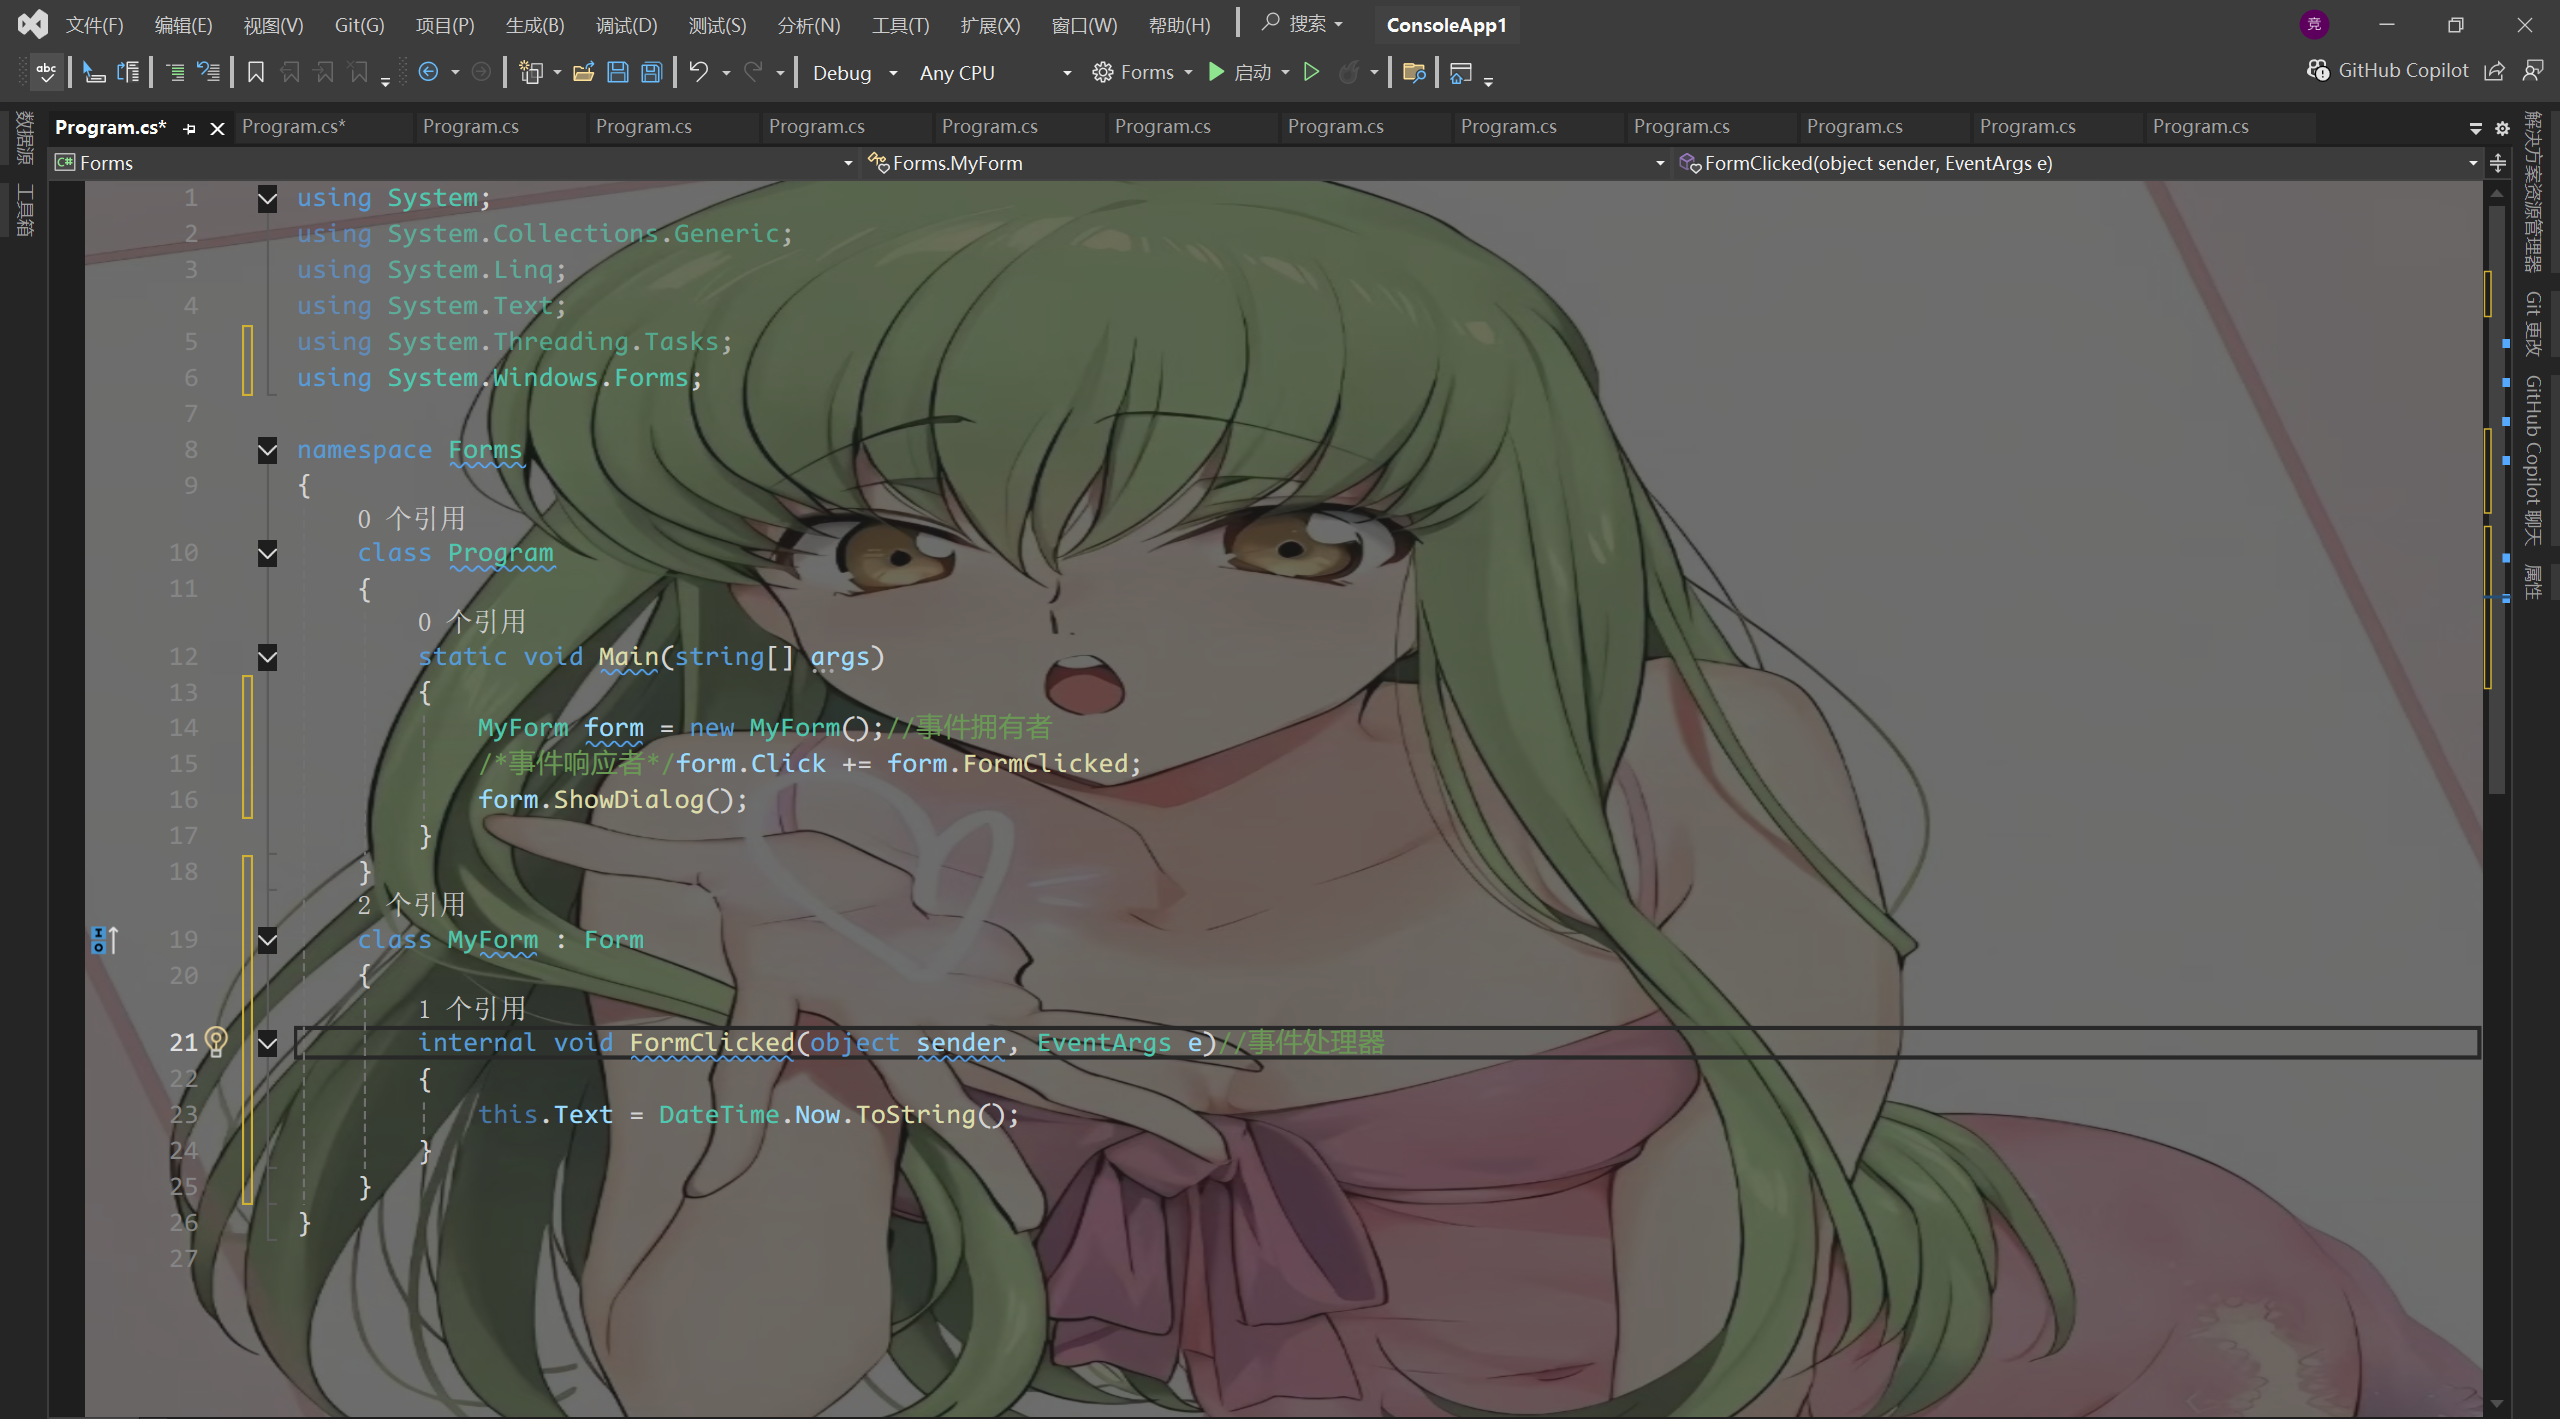 文件(F) 编辑(E) 视图(V) Git(G) 项目(P) 生成(B) 调试(D) 测试(S) 分析(N) 工具(T) 扩展(X) 窗口(W) 帮助(H) 搜索 ConsoleApp1 竞
abc Debug Any CPU Forms 启动 GitHub Copilot
Program.cs* Program.cs* Program.cs Program.cs Program.cs Program.cs Program.cs Program.cs Program.cs Program.cs Program.cs Program.cs Program.cs
C# Forms Forms.MyForm FormClicked(object sender, EventArgs e)
数据源
工具箱
1 using System;
2 using System.Collections.Generic;
3 using System.Linq;
4 using System.Text;
5 using System.Threading.Tasks;
6 using System.Windows.Forms;
7
8 namespace Forms
9 {
0 个引用
10 class Program
11 {
0 个引用
12 static void Main(string[] args)
13 {
14 MyForm form = new MyForm();//事件拥有者
15 /*事件响应者*/form.Click += form.FormClicked;
16 form.ShowDialog();
17 }
18 }
2 个引用
19 class MyForm : Form
20 {
1 个引用
21 internal void FormClicked(object sender, EventArgs e)//事件处理器
22 {
23 this.Text = DateTime.Now.ToString();
24 }
25 }
26 }
27
解决方案资源管理器
Git 更改
GitHub Copilot 聊天
属性